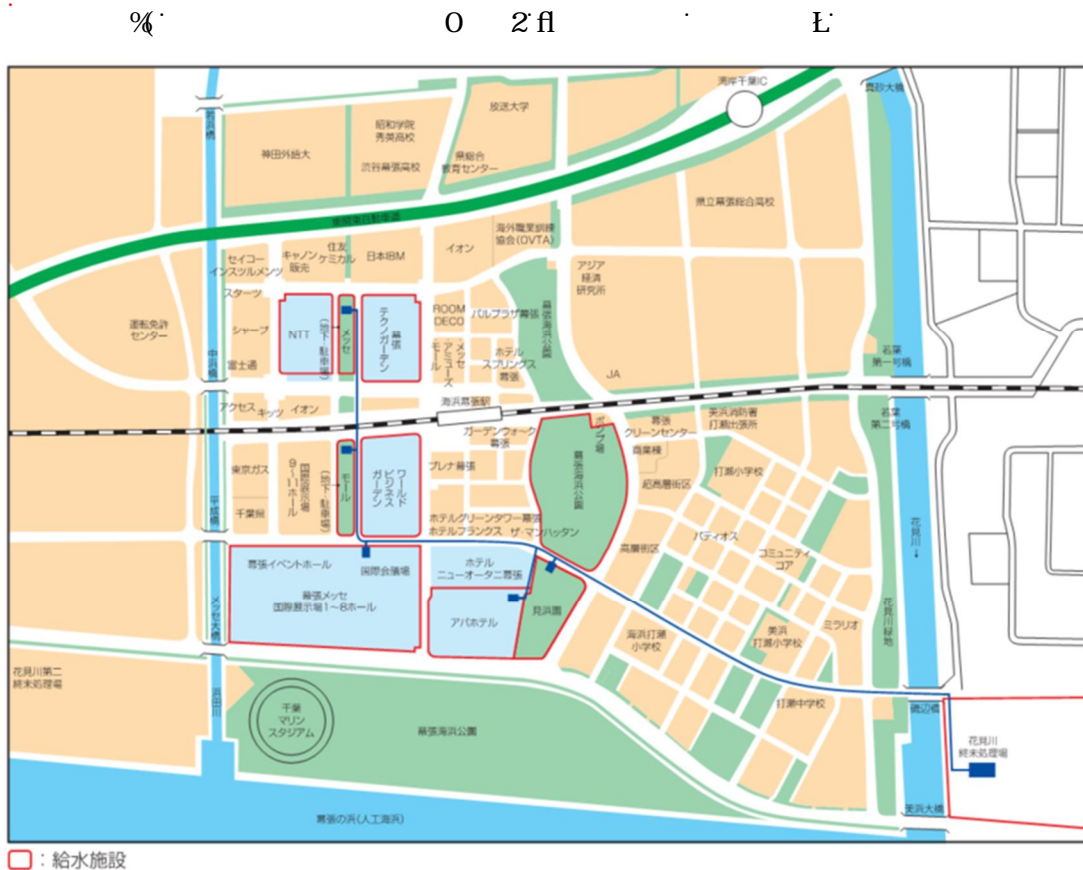 湾岸千葉IC
真砂大橋
若浜橋
放送大学
昭和学院
秀英高校
神田外語大
渋谷幕張高校
県総合
教育センター
東関東自動車道
県立幕張総合高校
海外職業訓練
協会(OVTA)
イオン
日本IBM
住友
ケミカル
キャノン
販売
セイコー
インスツルメンツ
スターツ
アジア
経済
研究所
運転免許
センター
シャープ
NTT
(地下・駐車場)
メッセ
幕張
テクノガーデン
ROOM
DECO
パルプラザ幕張
幕張海浜公園
メッセ
アミューズ
モール
ホテル
スプリングス
幕張
中浜橋
富士通
JA
若葉
第一号橋
アクセス
キッツ
イオン
海浜幕張駅
ガーデンウォーク
幕張
ポンプ場
幕張
クリーンセンター
美浜消防署
打瀬出張所
若葉
第二号橋
商業棟
東京ガス
国際展示場
9~11ホール
(地下・駐車場)
モール
ワールド
ビジネス
ガーデン
プレナ幕張
幕張海浜公園
超高層街区
打瀬小学校
平成橋
千葉県
ホテルグリーンタワー幕張
ホテルフランクス
ザ・マンハッタン
高層街区
パティオス
コミュニティ
コア
花見川↓
幕張イベントホール
国際会議場
ホテル
ニューオータニ幕張
幕張メッセ
国際展示場1~8ホール
アパホテル
見浜園
メッセ大橋
海浜打瀬
小学校
美浜
打瀬小学校
ミラリオ
花見川緑地
花見川第二
終末処理場
浜田川
千葉
マリン
スタジアム
幕張海浜公園
打瀬中学校
磯辺橋
花見川
終末処理場
美浜大橋
幕張の浜(人工海浜)
:給水施設